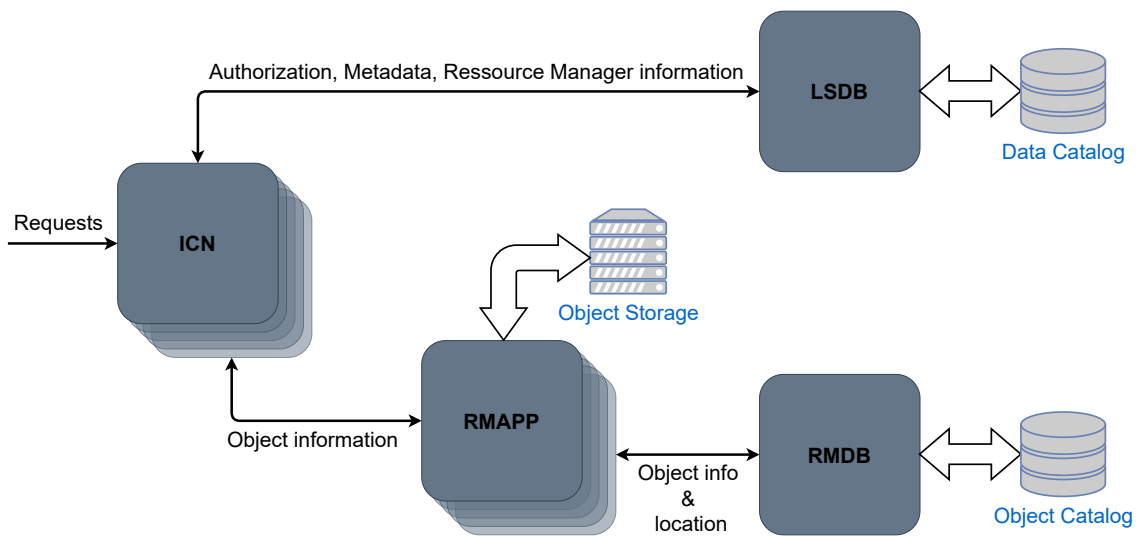 Authorization, Metadata, Ressource Manager information
LSDB
Data Catalog
Requests
ICN
Object Storage
RMAPP
Object information
RMDB
Object info
&
location
Object Catalog